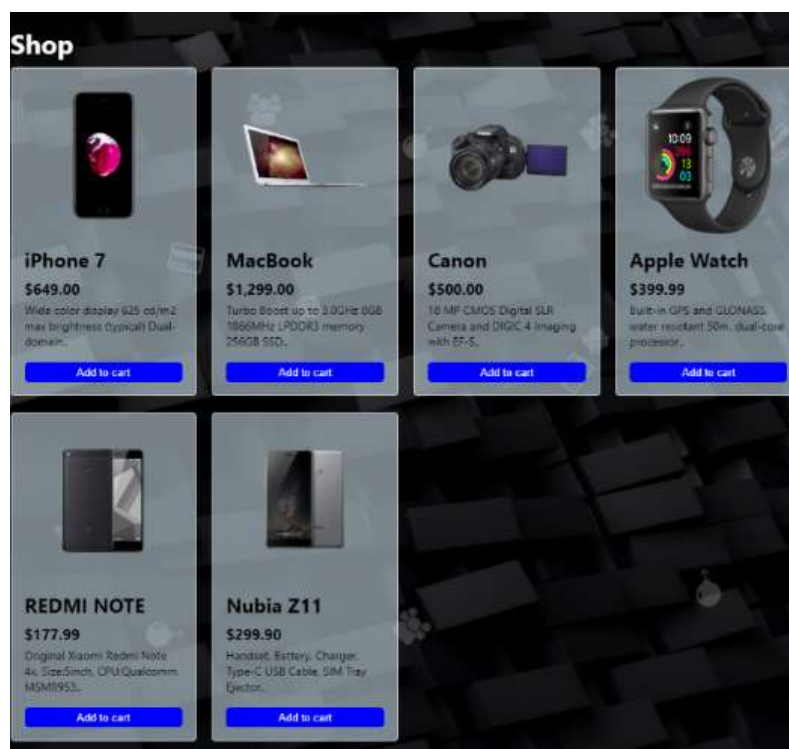 Shop
iPhone 7
$649.00
Wide color display 625 cd/m2
max brightness (typical) Dual-
domain..
Add to cart
MacBook
$1,299.00
Turbo Boost up to 3.0GHz 8GB
1866MHz LPDDR3 memory
256GB SSD..
Add to cart
Canon
$500.00
18 MP CMOS Digital SLR
Camera and DIGIC 4 Imaging
with EF-S..
Add to cart
10:09
Apple Watch
$399.99
Built-in GPS and GLONASS
water resistant 50m. dual-core
processor..
Add to cart
REDMI NOTE
$177.99
Original Xiaomi Redmi Note
4x, Size:5inch, CPU:Qualcomm
MSM8953..
Add to cart
Nubia Z11
$299.90
Handset, Battery, Charger,
Type-C USB Cable, SIM Tray
Ejector..
Add to cart